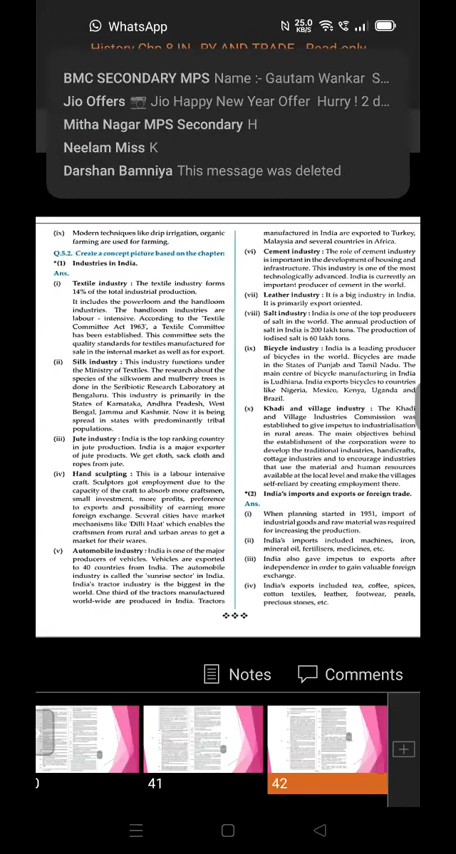 WhatsApp
25.0
KB/S
BMC SECONDARY MPS Name :- Gautam Wankar S...
Jio Offers 📷 Jio Happy New Year Offer Hurry ! 2 d...
Mitha Nagar MPS Secondary H
Neelam Miss K
Darshan Bamniya This message was deleted
(ix) Modern techniques like drip irrigation, organic
farming are used for farming.
Q.5.2. Create a concept picture based on the chapter:
*(1) Industries in India.
Ans.
(i) Textile industry : The textile industry forms
14% of the total industrial production.
It includes the powerloom and the handloom
industries. The handloom industries are
labour - intensive. According to the 'Textile
Committee Act 1963', a Textile Committee
has been established. This committee sets the
quality standards for textiles manufactured for
sale in the internal market as well as for export.
(ii) Silk industry : This industry functions under
the Ministry of Textiles. The research about the
species of the silkworm and mulberry trees is
done in the Seribiotic Research Laboratory at
Bengaluru. This industry is primarily in the
States of Karnataka, Andhra Pradesh, West
Bengal, Jammu and Kashmir. Now it is being
spread in states with predominantly tribal
populations.
(iii) Jute industry : India is the top ranking country
in jute production. India is a major exporter
of jute products. We get cloth, sack cloth and
ropes from jute.
(iv) Hand sculpting : This is a labour intensive
craft. Sculptors got employment due to the
capacity of the craft to absorb more craftsmen,
small investment, more profits, preference
to exports and possibility of earning more
foreign exchange. Several cities have market
mechanisms like 'Dilli Haat' which enables the
craftsmen from rural and urban areas to get a
market for their wares.
(v) Automobile industry : India is one of the major
producers of vehicles. Vehicles are exported
to 40 countries from India. The automobile
industry is called the 'sunrise sector' in India.
India's tractor industry is the biggest in the
world. One third of the tractors manufactured
world-wide are produced in India. Tractors
manufactured in India are exported to Turkey,
Malaysia and several countries in Africa.
(vi) Cement industry : The role of cement industry
is important in the development of housing and
infrastructure. This industry is one of the most
technologically advanced. India is currently an
important producer of cement in the world.
(vii) Leather industry : It is a big industry in India.
It is primarily export oriented.
(viii) Salt industry : India is one of the top producers
of salt in the world. The annual production of
salt in India is 200 lakh tons. The production of
iodised salt is 60 lakh tons.
(ix) Bicycle industry : India is a leading producer
of bicycles in the world. Bicycles are made
in the States of Punjab and Tamil Nadu. The
main centre of bicycle manufacturing in India
is Ludhiana. India exports bicycles to countries
like Nigeria, Mexico, Kenya, Uganda and
Brazil.
(x) Khadi and village industry : The Khadi
and Village Industries Commission was
established to give impetus to industrialisation
in rural areas. The main objectives behind
the establishment of the corporation were to
develop the traditional industries, handicrafts,
cottage industries and to encourage industries
that use the material and human resources
available at the local level and make the villages
self-reliant by creating employment there.
*(2) India's imports and exports or foreign trade.
Ans.
(i) When planning started in 1951, import of
industrial goods and raw material was required
for increasing the production.
(ii) India's imports included machines, iron,
mineral oil, fertilisers, medicines, etc.
(iii) India also gave impetus to exports after
independence in order to gain valuable foreign
exchange.
(iv) India's exports included tea, coffee, spices,
cotton textiles, leather, footwear, pearls,
precious stones, etc.
Notes
Comments
41
42